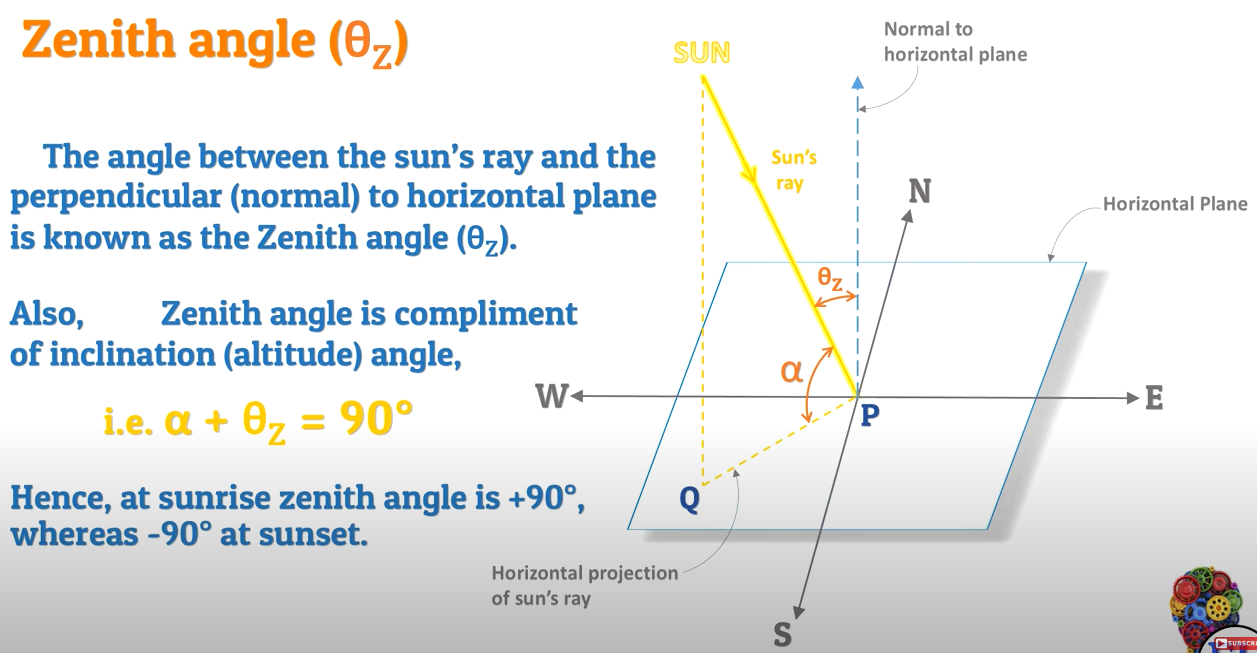 Zenith angle (θZ)
The angle between the sun's ray and the
perpendicular (normal) to horizontal plane
is known as the Zenith angle (θZ).
Also, Zenith angle is compliment
of inclination (altitude) angle,
i.e. α + θZ = 90°
Hence, at sunrise zenith angle is +90°,
whereas -90° at sunset.
SUN
Normal to
horizontal plane
Sun's
ray
N
Horizontal Plane
θZ
α
W
E
P
Q
Horizontal projection
of sun's ray
S